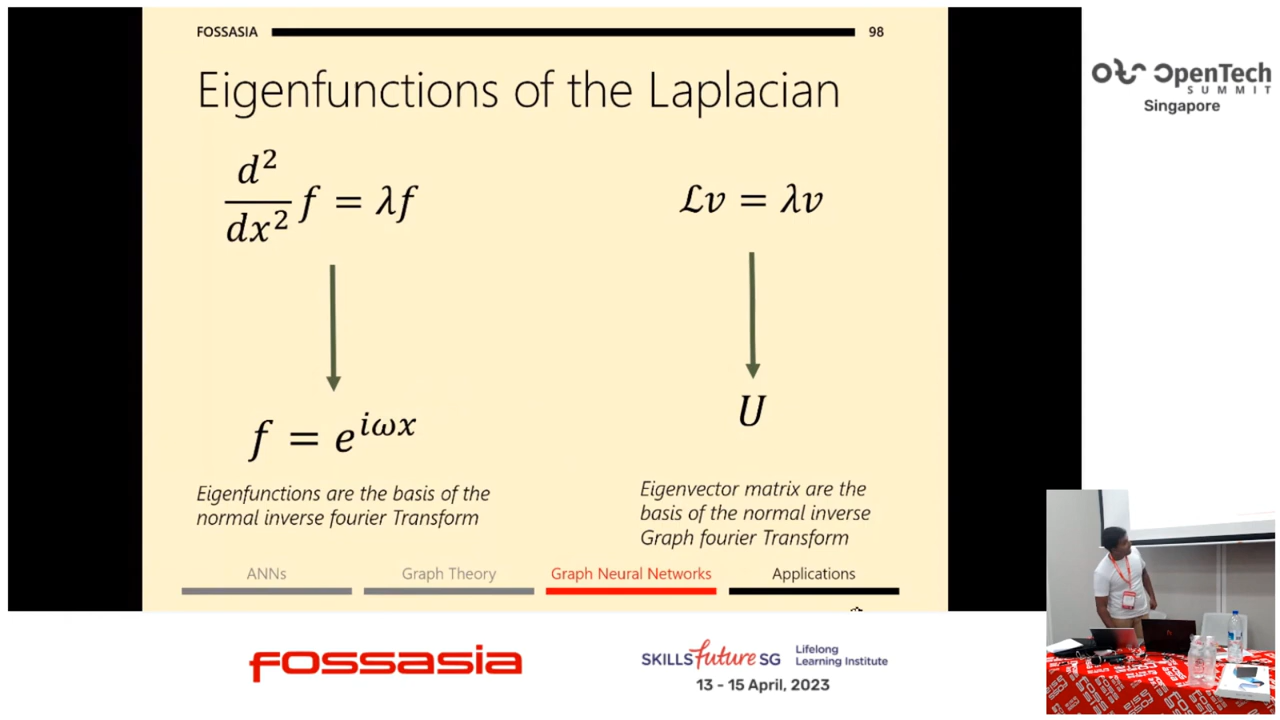 FOSSASIA 98
Eigenfunctions of the Laplacian
d²/dx² f = λf
ℒv = λv
f = e^{iωx}
U
Eigenfunctions are the basis of the
normal inverse fourier Transform
Eigenvector matrix are the
basis of the normal inverse
Graph fourier Transform
ANNs Graph Theory Graph Neural Networks Applications
OpenTech
SUMMIT
Singapore
fossasia
SKILLSfuture SG
Lifelong
Learning Institute
13 - 15 April, 2023